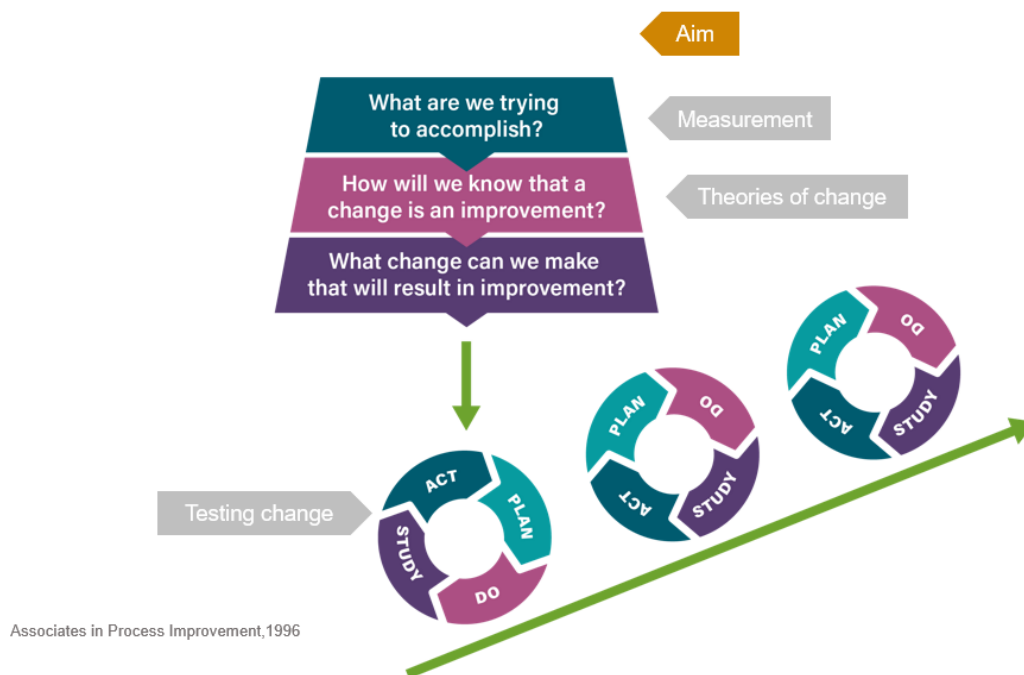 Aim
What are we trying
to accomplish?
Measurement
How will we know that a
change is an improvement?
Theories of change
What change can we make
that will result in improvement?
PLAN
DO
STUDY
ACT
PLAN
DO
STUDY
ACT
ACT
PLAN
DO
STUDY
Testing change
Associates in Process Improvement,1996